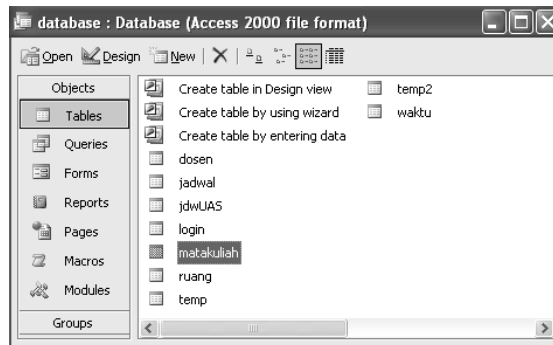 database : Database (Access 2000 file format)
Open Design New
Objects
Tables
Queries
Forms
Reports
Pages
Macros
Modules
Groups
Create table in Design view
Create table by using wizard
Create table by entering data
dosen
jadwal
jdwUAS
login
matakuliah
ruang
temp
temp2
waktu